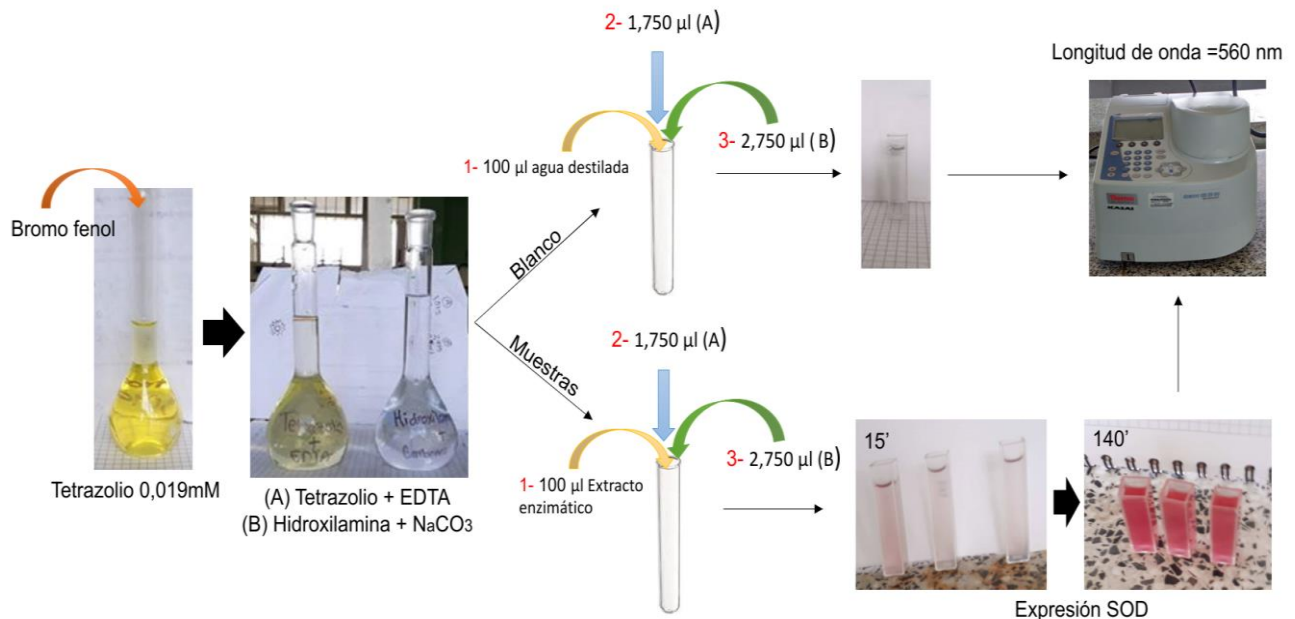 2- 1,750 µl (A)
Longitud de onda =560 nm
3- 2,750 µl ( B)
1- 100 µl agua destilada
Bromo fenol
Tetrazolio 0,019mM
EDTA
Hidroxilam
(A) Tetrazolio + EDTA
(B) Hidroxilamina + NaCO3
Blanco
Muestras
2- 1,750 µl (A)
3- 2,750 µl (B)
1- 100 µl Extracto
enzimático
15’
140’
Expresión SOD